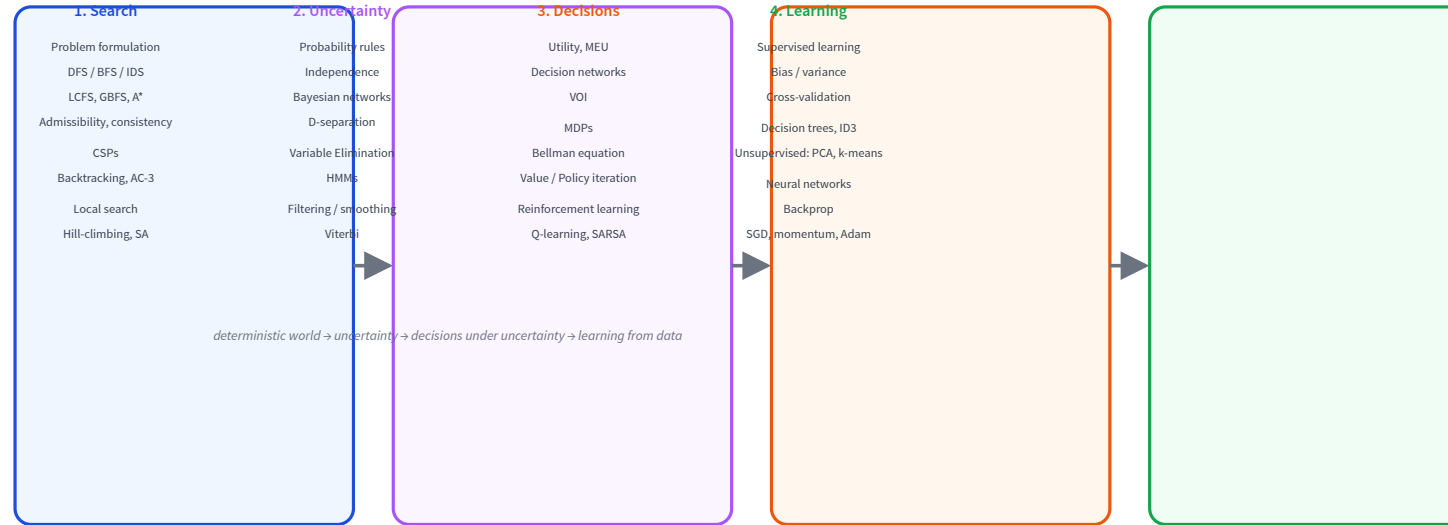 1. Search
Problem formulation
DFS / BFS / IDS
LCFS, GBFS, A*
Admissibility, consistency
CSPs
Backtracking, AC-3
Local search
Hill-climbing, SA
2. Uncertainty
Probability rules
Independence
Bayesian networks
D-separation
Variable Elimination
HMMs
Filtering / smoothing
Viterbi
3. Decisions
Utility, MEU
Decision networks
VOI
MDPs
Bellman equation
Value / Policy iteration
Reinforcement learning
Q-learning, SARSA
4. Learning
Supervised learning
Bias / variance
Cross-validation
Decision trees, ID3
Unsupervised: PCA, k-means
Neural networks
Backprop
SGD, momentum, Adam
deterministic world → uncertainty → decisions under uncertainty → learning from data